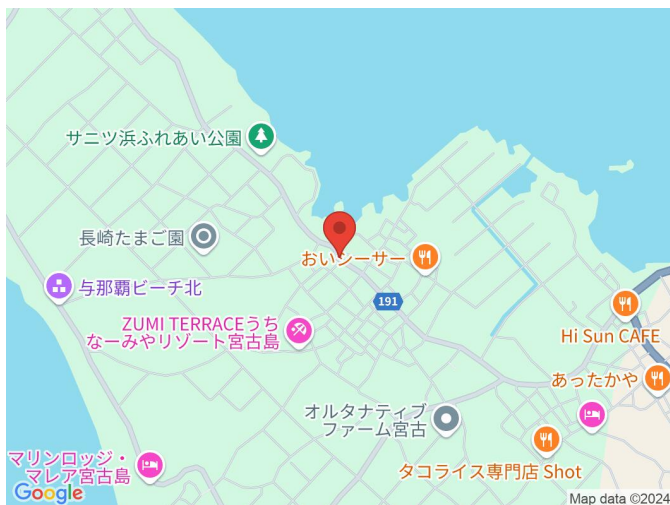 サニツ浜ふれあい公園
長崎たまご園
おいシーサー
与那覇ビーチ北
191
ZUMI TERRACEうち
なーみやリゾート宮古島
Hi Sun CAFE
あったかや
オルタナティブ
ファーム宮古
マリンロッジ・
マレア宮古島
タコライス専門店 Shot
Google
Map data ©2024